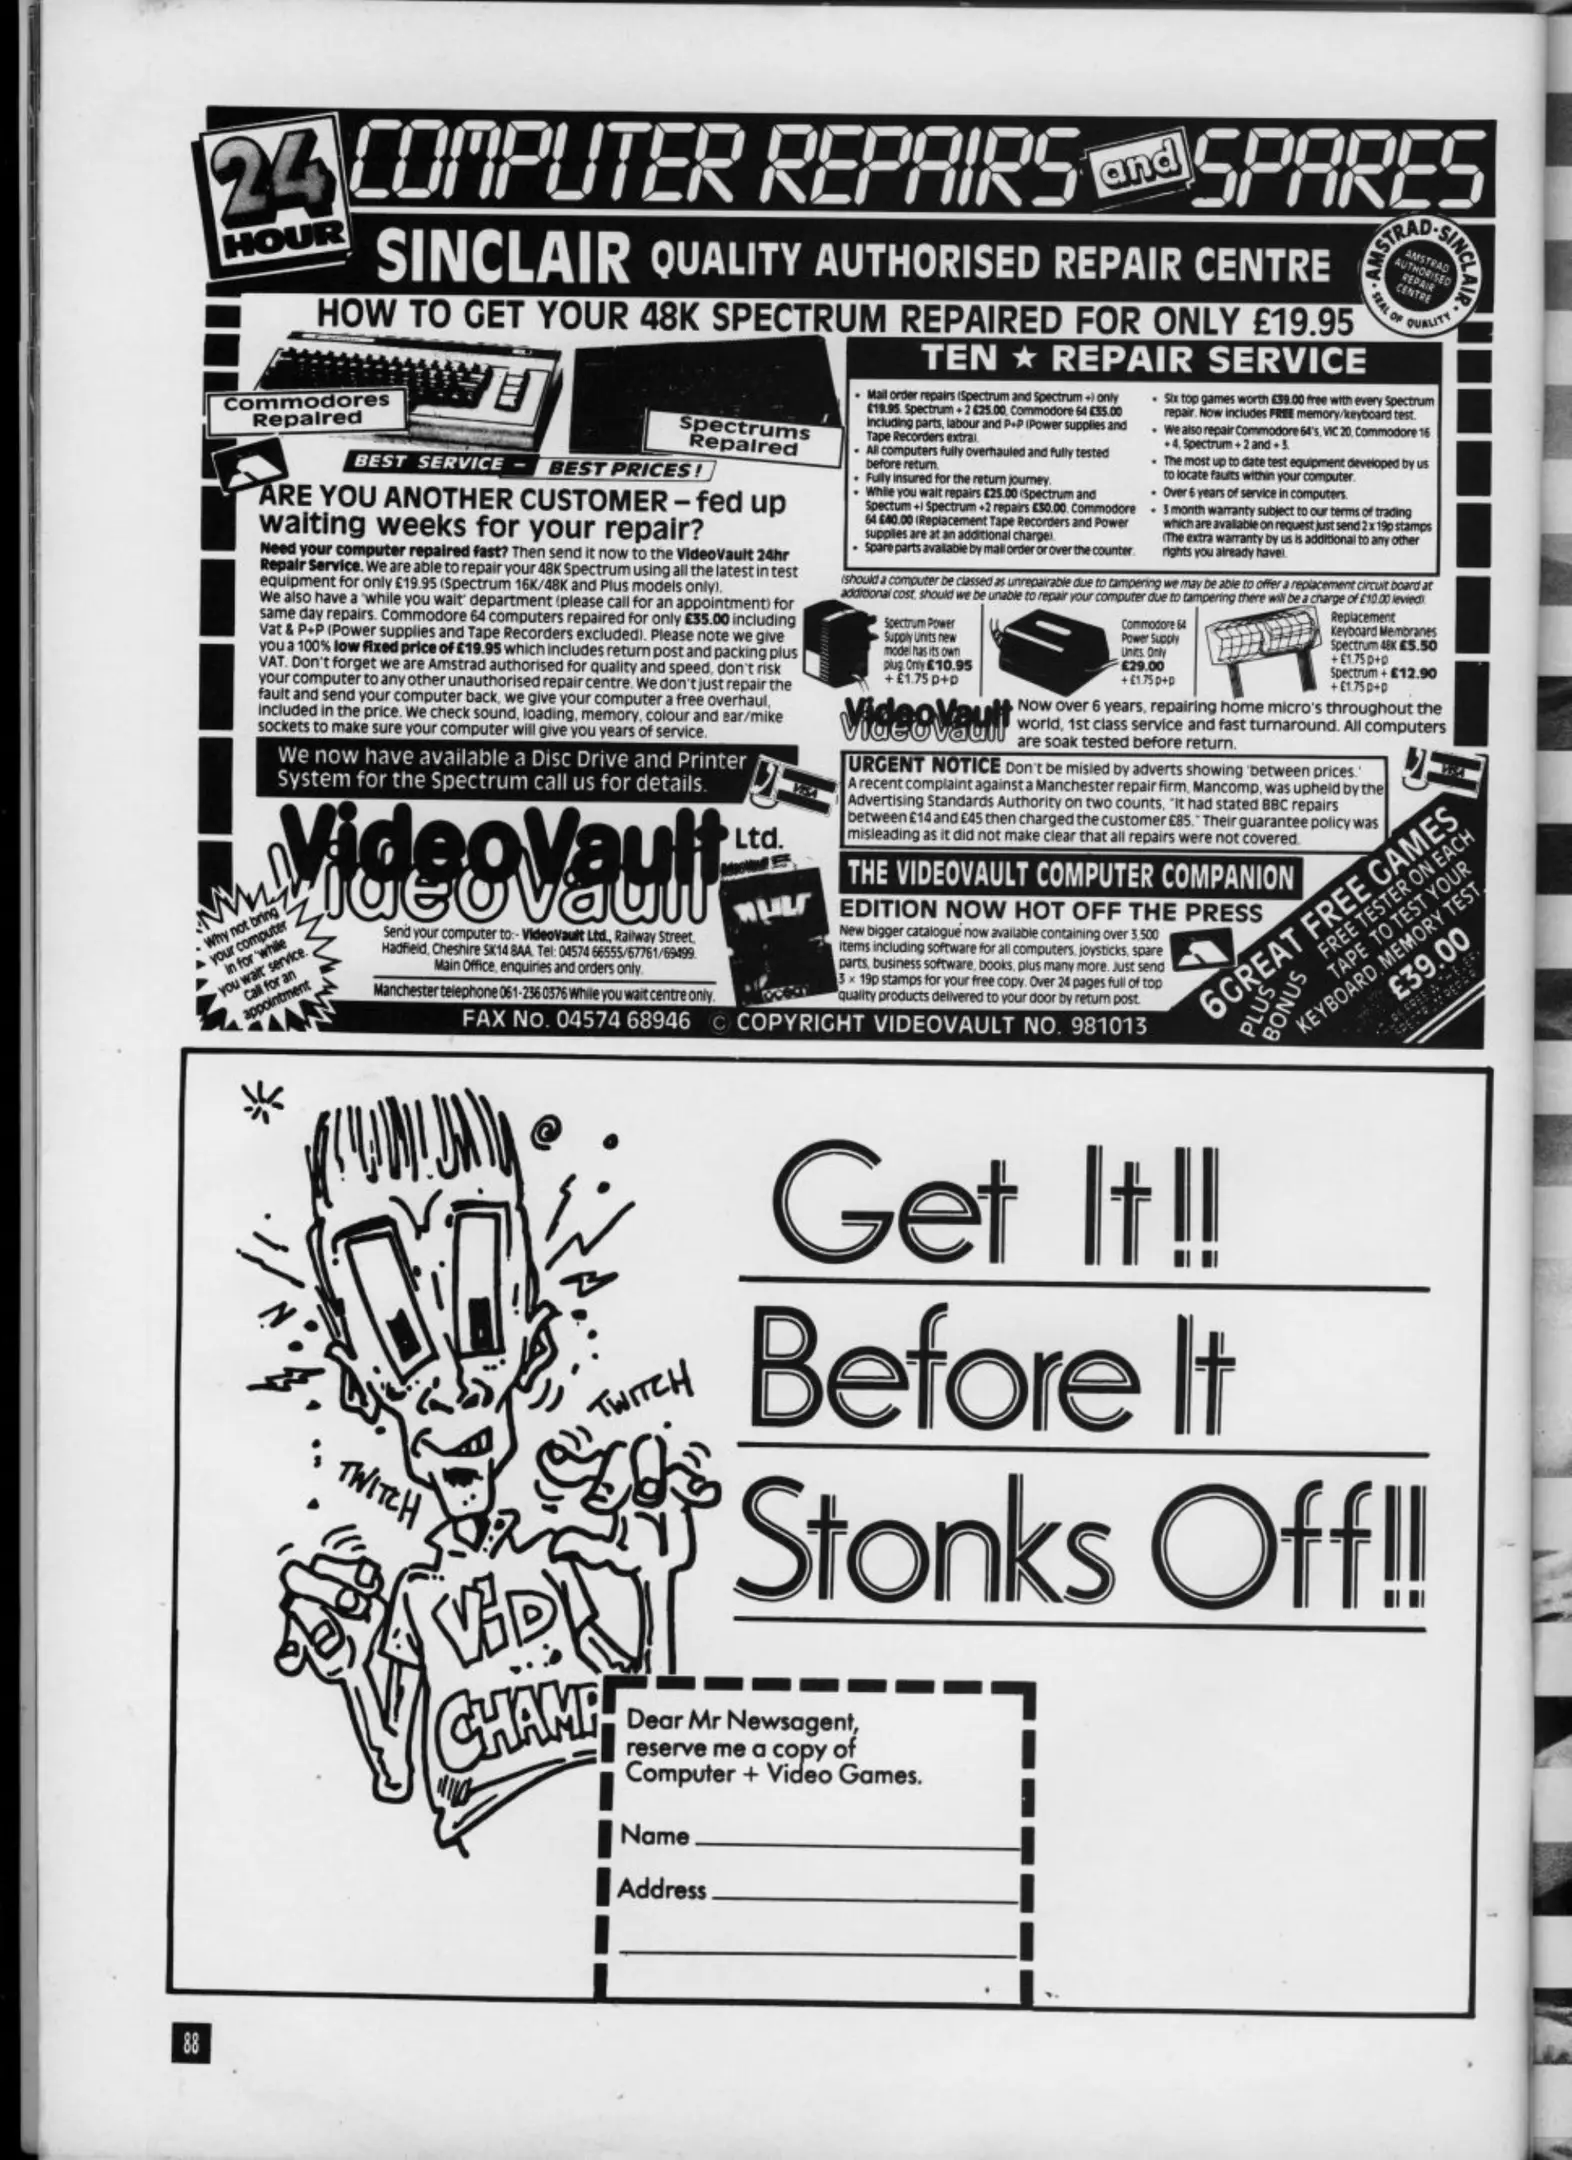 24
HOUR
COMPUTER REPAIRS and SPARES
SINCLAIR QUALITY AUTHORISED REPAIR CENTRE
AMSTRAD·SINCLAIR
SEAL OF QUALITY
AMSTRAD
AUTHORISED
REPAIR
CENTRE
HOW TO GET YOUR 48K SPECTRUM REPAIRED FOR ONLY £19.95
Commodores
Repaired
Spectrums
Repaired
BEST SERVICE – BEST PRICES!
ARE YOU ANOTHER CUSTOMER – fed up
waiting weeks for your repair?
Need your computer repaired fast? Then send it now to the VideoVault 24hr
Repair Service. We are able to repair your 48K Spectrum using all the latest in test
equipment for only £19.95 (Spectrum 16K/48K and Plus models only).
We also have a 'while you wait' department (please call for an appointment) for
same day repairs. Commodore 64 computers repaired for only £35.00 including
Vat & P+P (Power supplies and Tape Recorders excluded). Please note we give
you a 100% low fixed price of £19.95 which includes return post and packing plus
VAT. Don't forget we are Amstrad authorised for quality and speed, don't risk
your computer to any other unauthorised repair centre. We don't just repair the
fault and send your computer back, we give your computer a free overhaul,
included in the price. We check sound, loading, memory, colour and ear/mike
sockets to make sure your computer will give you years of service.
We now have available a Disc Drive and Printer
System for the Spectrum call us for details.
VISA
VideoVault Ltd.
Why not bring
your computer
in for "while
you wait' service.
Call for an
appointment
Send your computer to:- VideoVault Ltd., Railway Street,
Hadfield, Cheshire SK14 8AA. Tel: 04574 66555/67761/69499.
Main Office, enquiries and orders only.
Manchester telephone 061-236 0376 While you wait centre only.
ocean
TEN ★ REPAIR SERVICE
• Mail order repairs (Spectrum and Spectrum +) only
£19.95. Spectrum + 2 £25.00, Commodore 64 £35.00
including parts, labour and P+P (Power supplies and
Tape Recorders extra).
• All computers fully overhauled and fully tested
before return.
• Fully insured for the return journey.
• While you wait repairs £25.00 (Spectrum and
Spectum +) Spectrum +2 repairs £30.00. Commodore
64 £40.00 (Replacement Tape Recorders and Power
supplies are at an additional charge).
• Spare parts available by mail order or over the counter.
• Six top games worth £39.00 free with every Spectrum
repair. Now includes FREE memory/keyboard test.
• We also repair Commodore 64's, VIC 20, Commodore 16
+ 4, Spectrum + 2 and + 3.
• The most up to date test equipment developed by us
to locate faults within your computer.
• Over 6 years of service in computers.
• 3 month warranty subject to our terms of trading
which are available on request just send 2 x 19p stamps
(The extra warranty by us is additional to any other
rights you already have).
(should a computer be classed as unrepairable due to tampering we may be able to offer a replacement circuit board at
additional cost, should we be unable to repair your computer due to tampering there will be a charge of £10.00 levied).
Spectrum Power
Supply Units new
model has its own
plug. Only £10.95
+ £1.75 p+p
Commodore 64
Power Supply
Units. Only
£29.00
+ £1.75 p+p
Replacement
Keyboard Membranes
Spectrum 48K £5.50
+ £1.75 p+p
Spectrum + £12.90
+ £1.75 p+p
VideoVault
Now over 6 years, repairing home micro's throughout the
world, 1st class service and fast turnaround. All computers
are soak tested before return.
URGENT NOTICE Don't be misled by adverts showing 'between prices.'
A recent complaint against a Manchester repair firm, Mancomp, was upheld by the
Advertising Standards Authority on two counts, "It had stated BBC repairs
between £14 and £45 then charged the customer £85." Their guarantee policy was
misleading as it did not make clear that all repairs were not covered.
VISA
THE VIDEOVAULT COMPUTER COMPANION
EDITION NOW HOT OFF THE PRESS
New bigger catalogue now available containing over 3,500
items including software for all computers, joysticks, spare
parts, business software, books, plus many more. Just send
3 x 19p stamps for your free copy. Over 24 pages full of top
quality products delivered to your door by return post.
6 GREAT FREE GAMES
PLUS
BONUS
FREE TESTER ON EACH
TAPE TO TEST YOUR
KEYBOARD, MEMORY TEST.
£39.00
FAX No. 04574 68946 © COPYRIGHT VIDEOVAULT NO. 981013
Get It!!
Before It
Stonks Off!!
TWITCH
TWITCH
ViD
CHAMP
Dear Mr Newsagent,
reserve me a copy of
Computer + Video Games.
Name
Address
88